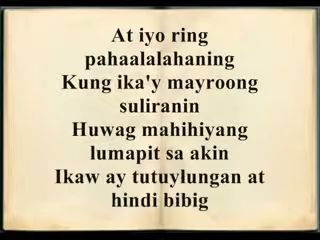 At iyo ring
pahaalalahaning
Kung ika'y mayroong
suliranin
Huwag mahihiyang
lumapit sa akin
Ikaw ay tutuylungan at
hindi bibig